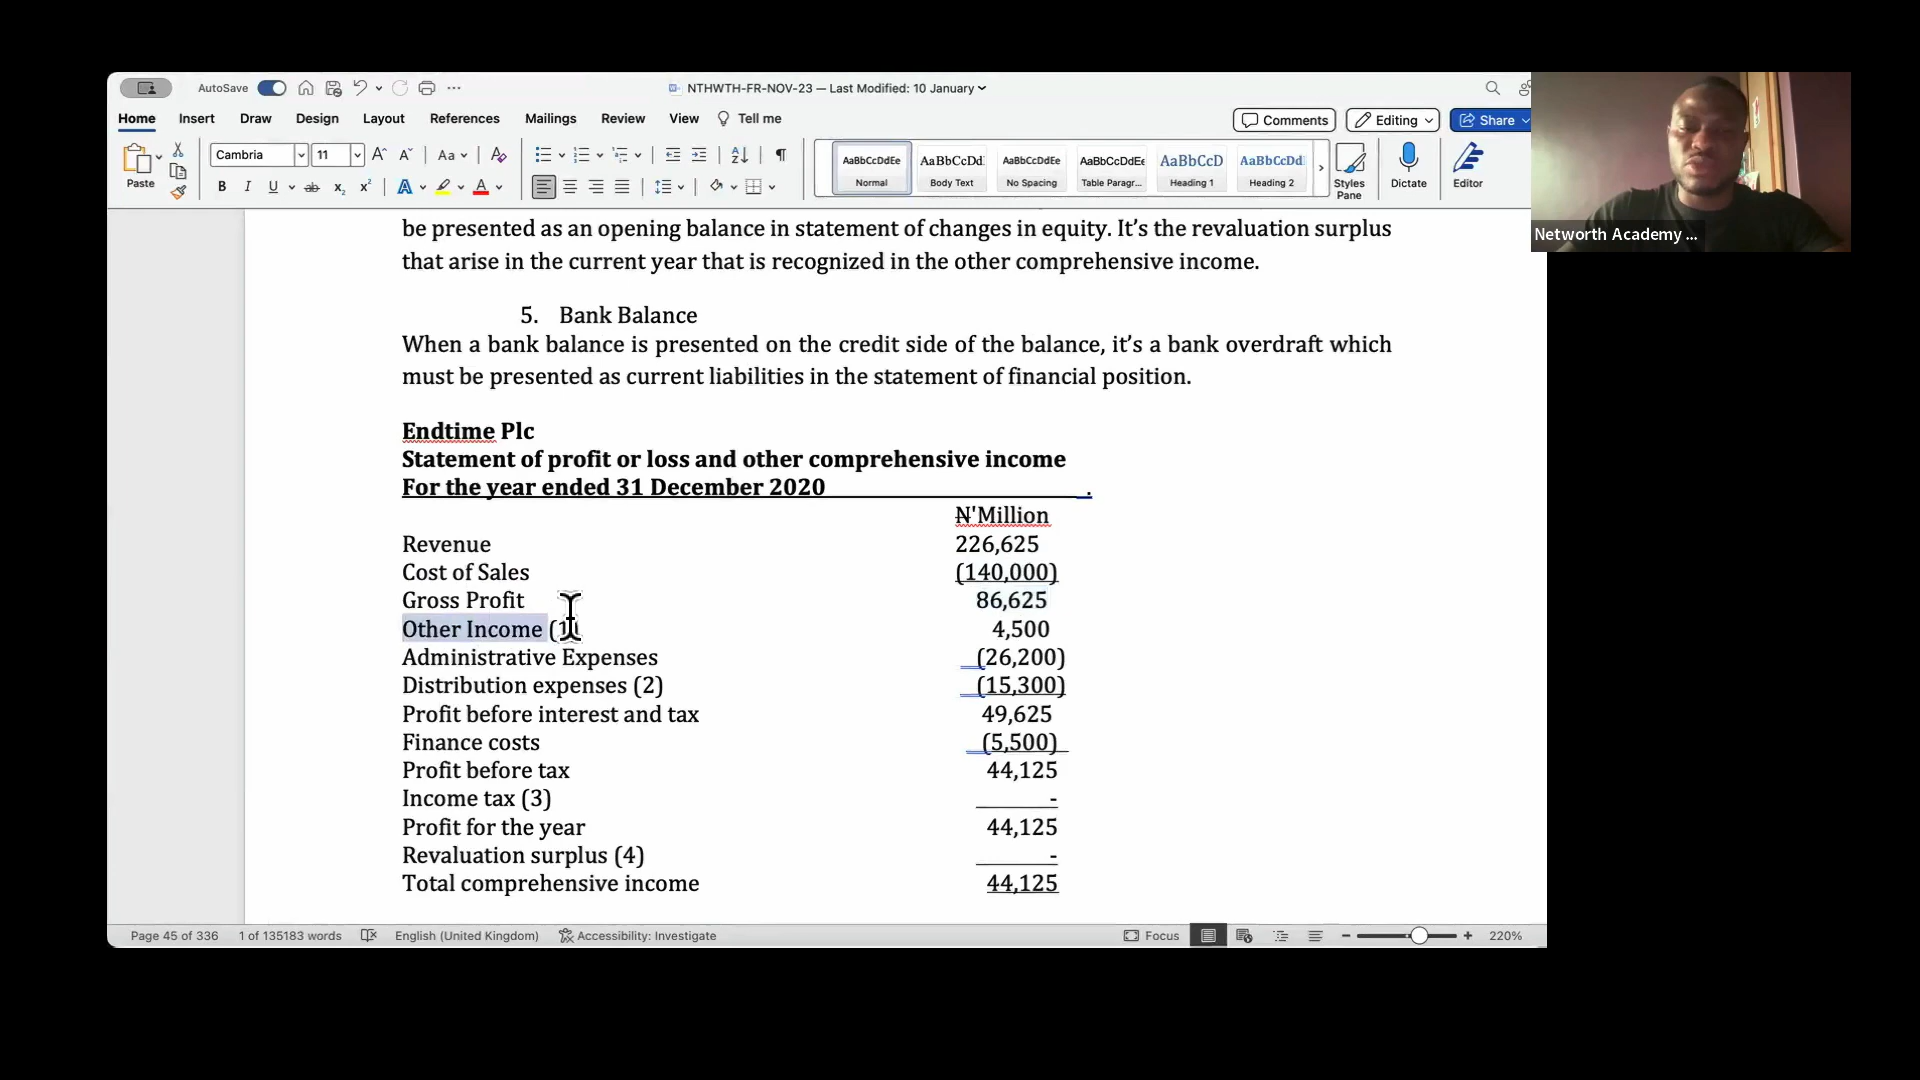 AutoSave
NTHWTH-FR-NOV-23 — Last Modified: 10 January
Home Insert Draw Design Layout References Mailings Review View Tell me
Comments Editing Share
Paste
Cambria 11
AaBbCcDdEe Normal
AaBbCcDd Body Text
AaBbCcDdEe No Spacing
AaBbCcDdEe Table Paragr...
AaBbCcD Heading 1
AaBbCcDd Heading 2
Styles Pane
Dictate
Editor
Networth Academy ...
be presented as an opening balance in statement of changes in equity. It’s the revaluation surplus
that arise in the current year that is recognized in the other comprehensive income.
5. Bank Balance
When a bank balance is presented on the credit side of the balance, it’s a bank overdraft which
must be presented as current liabilities in the statement of financial position.
Endtime Plc
Statement of profit or loss and other comprehensive income
For the year ended 31 December 2020 .
₦'Million
Revenue 226,625
Cost of Sales (140,000)
Gross Profit 86,625
Other Income (1) 4,500
Administrative Expenses (26,200)
Distribution expenses (2) (15,300)
Profit before interest and tax 49,625
Finance costs (5,500)
Profit before tax 44,125
Income tax (3) -
Profit for the year 44,125
Revaluation surplus (4) -
Total comprehensive income 44,125
Page 45 of 336 1 of 135183 words English (United Kingdom) Accessibility: Investigate Focus 220%